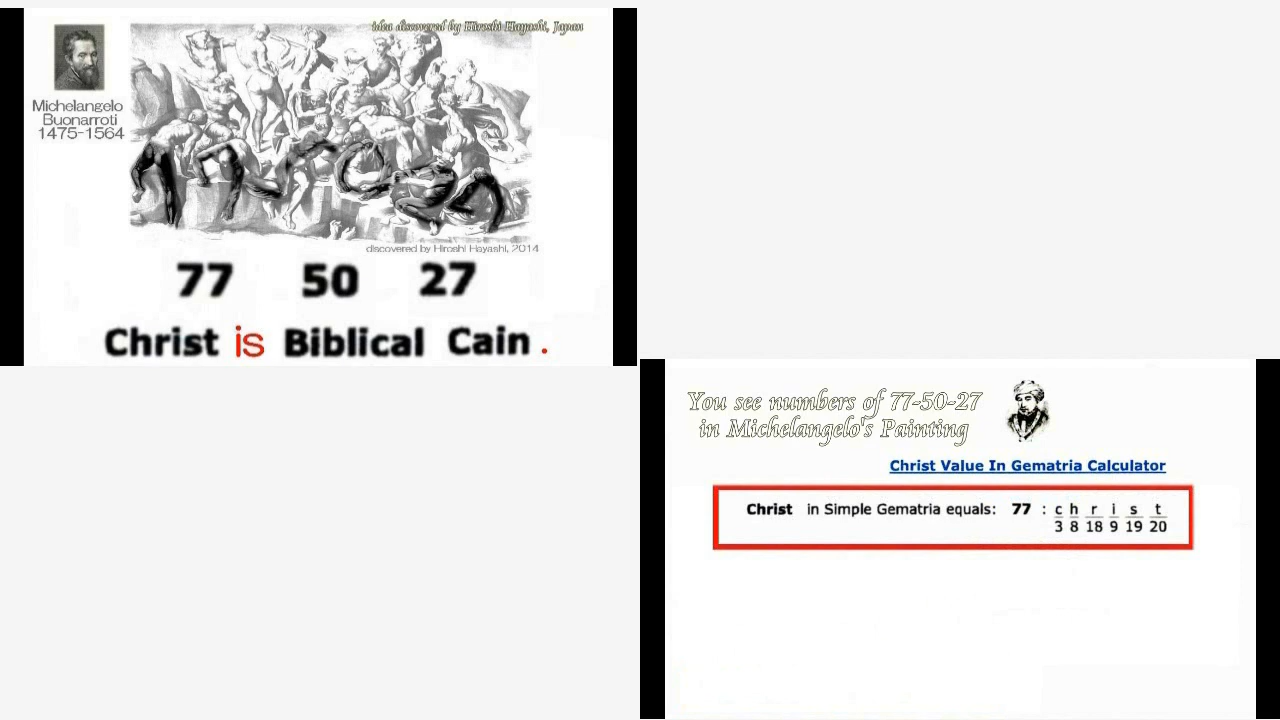 idea discovered by Hiroshi Hayashi, Japan
Michelangelo
Buonarroti
1475-1564
discovered by Hiroshi Hayashi, 2014
77 50 27
Christ is Biblical Cain .
You see numbers of 77-50-27
in Michelangelo's Painting
Christ Value In Gematria Calculator
Christ in Simple Gematria equals: 77 : c h r i s t
3 8 18 9 19 20